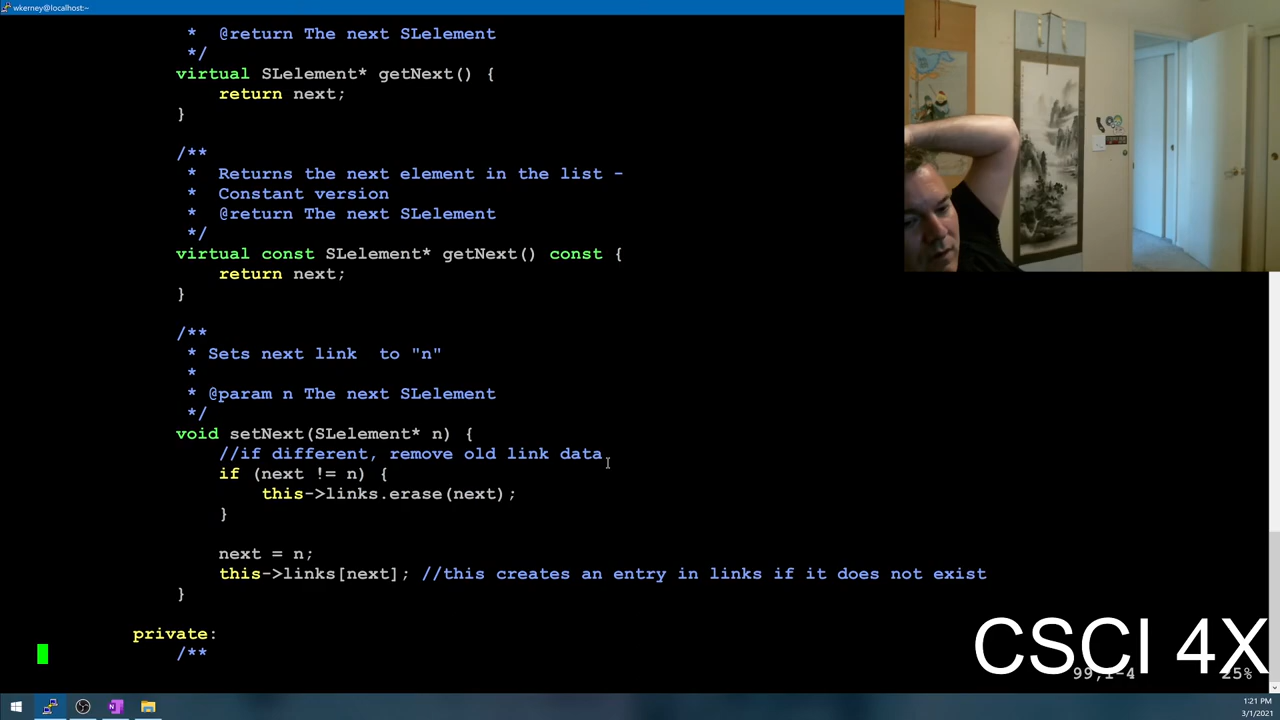 wkerney@localhost:~
* @return The next SLelement
*/
virtual SLelement* getNext() {
return next;
}
/**
* Returns the next element in the list -
* Constant version
* @return The next SLelement
*/
virtual const SLelement* getNext() const {
return next;
}
/**
* Sets next link  to "n"
*
* @param n The next SLelement
*/
void setNext(SLelement* n) {
//if different, remove old link data
if (next != n) {
this->links.erase(next);
}
next = n;
this->links[next]; //this creates an entry in links if it does not exist
}
private:
/**
CSCI 4X
99,1-4 25%
1:21 PM
3/1/2021